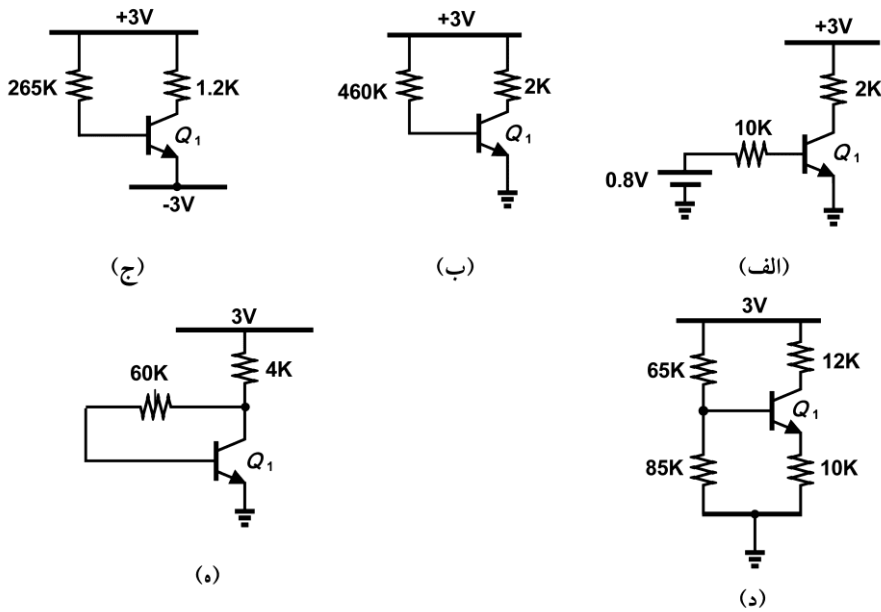 +3V
265K
1.2K
Q1
-3V
(ج)
+3V
460K
2K
Q1
(ب)
+3V
2K
10K
Q1
0.8V
(الف)
3V
60K
4K
Q1
(ه)
3V
65K
12K
Q1
85K
10K
(د)